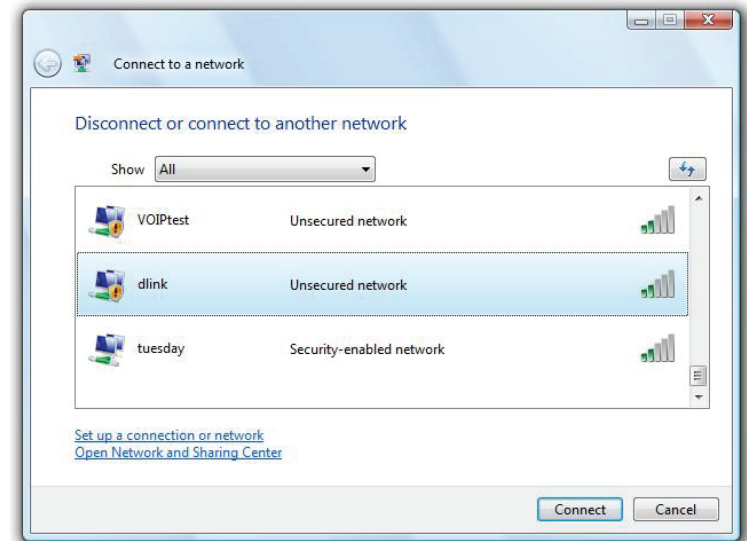 Connect to a network
Disconnect or connect to another network
Show All
VOIPtest Unsecured network
dlink Unsecured network
tuesday Security-enabled network
Set up a connection or network
Open Network and Sharing Center
Connect Cancel